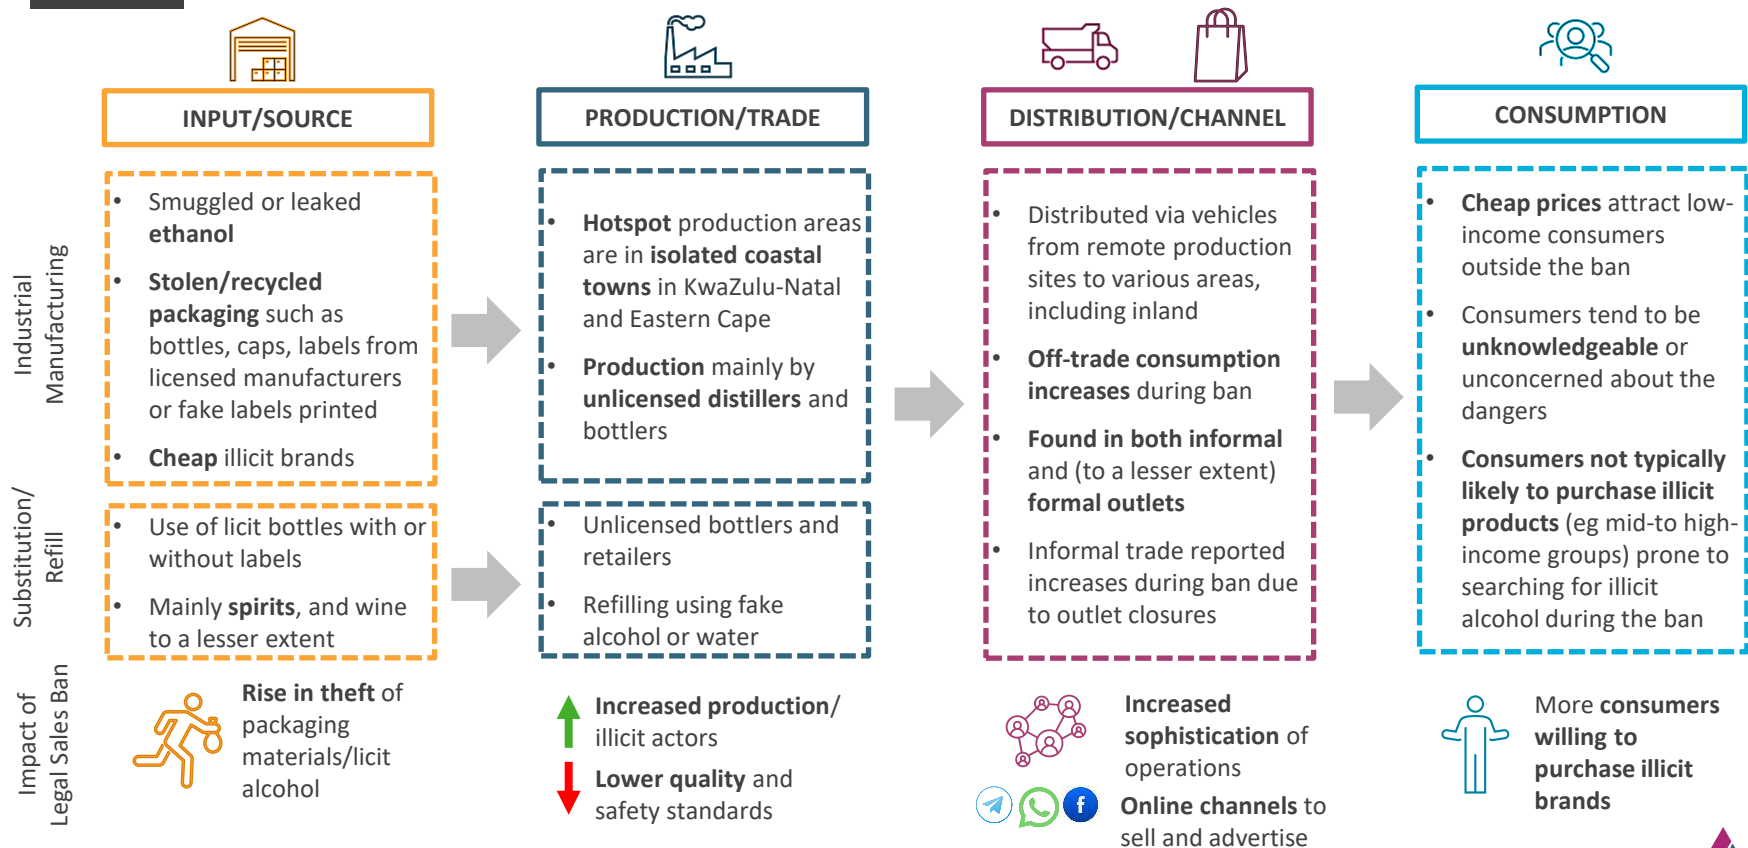 INPUT/SOURCE
PRODUCTION/TRADE
DISTRIBUTION/CHANNEL
CONSUMPTION
Industrial
Manufacturing
• Smuggled or leaked
ethanol
• Stolen/recycled
packaging such as
bottles, caps, labels from
licensed manufacturers
or fake labels printed
• Cheap illicit brands
• Hotspot production areas
are in isolated coastal
towns in KwaZulu-Natal
and Eastern Cape
• Production mainly by
unlicensed distillers and
bottlers
• Distributed via vehicles
from remote production
sites to various areas,
including inland
• Off-trade consumption
increases during ban
• Found in both informal
and (to a lesser extent)
formal outlets
• Informal trade reported
increases during ban due
to outlet closures
• Cheap prices attract low-
income consumers
outside the ban
• Consumers tend to be
unknowledgeable or
unconcerned about the
dangers
• Consumers not typically
likely to purchase illicit
products (eg mid-to high-
income groups) prone to
searching for illicit
alcohol during the ban
Substitution/
Refill
• Use of licit bottles with or
without labels
• Mainly spirits, and wine
to a lesser extent
• Unlicensed bottlers and
retailers
• Refilling using fake
alcohol or water
Impact of
Legal Sales Ban
Rise in theft of
packaging
materials/licit
alcohol
Increased production/
illicit actors
Lower quality and
safety standards
Increased
sophistication of
operations
Online channels to
sell and advertise
More consumers
willing to
purchase illicit
brands